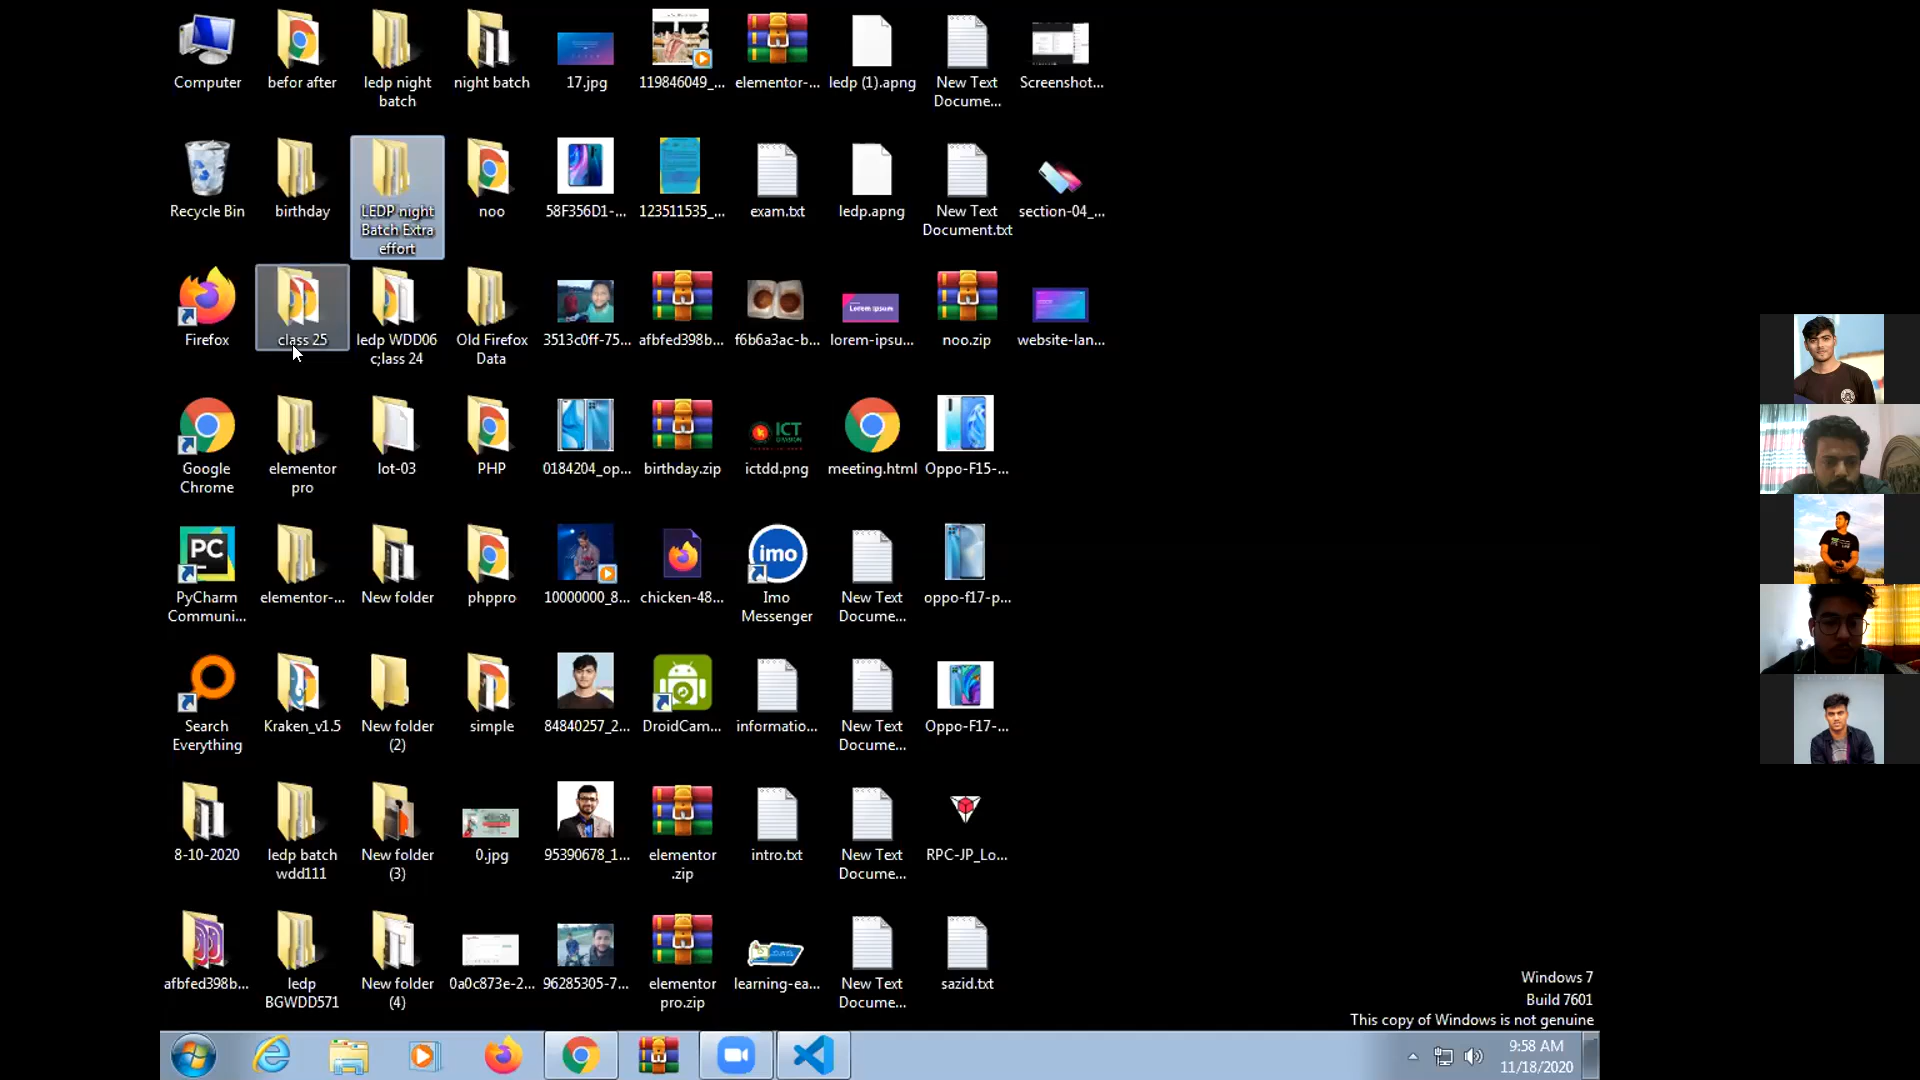 Computer
befor after
ledp night
batch
night batch
17.jpg
119846049_...
elementor-...
ledp (1).apng
New Text
Docume...
Screenshot...
Recycle Bin
birthday
LEDP night
Batch Extra
effort
noo
58F356D1-...
123511535_...
exam.txt
ledp.apng
New Text
Document.txt
section-04_...
Firefox
class 25
ledp WDD06
c;lass 24
Old Firefox
Data
3513c0ff-75...
afbfed398b...
f6b6a3ac-b...
Lorem ipsum
lorem-ipsu...
noo.zip
website-lan...
Google
Chrome
elementor
pro
lot-03
PHP
0184204_op...
birthday.zip
ICT
DIVISION
ictdd.png
meeting.html
Oppo-F15-...
PC
PyCharm
Communi...
elementor-...
New folder
phppro
10000000_8...
chicken-48...
imo
Imo
Messenger
New Text
Docume...
oppo-f17-p...
Search
Everything
Kraken_v1.5
New folder
(2)
simple
84840257_2...
DroidCam...
informatio...
New Text
Docume...
Oppo-F17-...
8-10-2020
ledp batch
wdd111
New folder
(3)
0.jpg
95390678_1...
elementor
.zip
intro.txt
New Text
Docume...
RPC-JP_Lo...
afbfed398b...
ledp
BGWDD571
New folder
(4)
0a0c873e-2...
96285305-7...
elementor
pro.zip
learning-ea...
New Text
Docume...
sazid.txt
Windows 7
Build 7601
This copy of Windows is not genuine
9:58 AM
11/18/2020